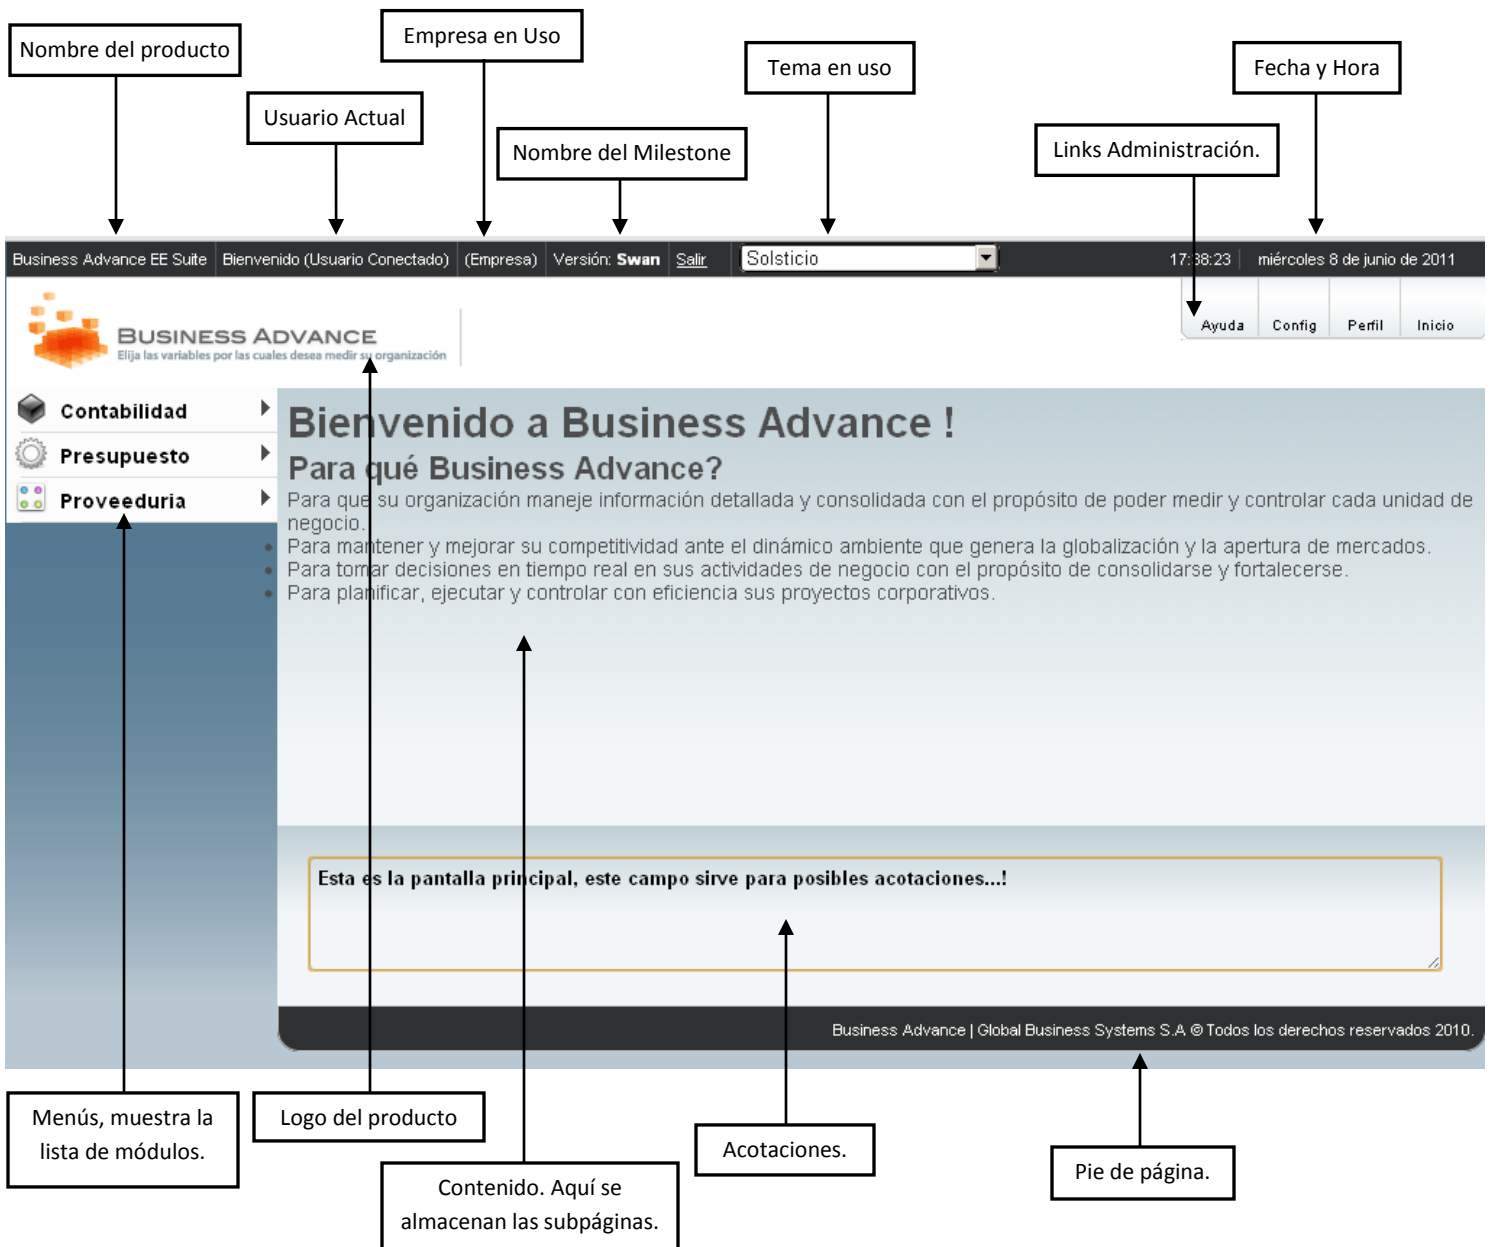 Nombre del producto
Empresa en Uso
Tema en uso
Fecha y Hora
Usuario Actual
Nombre del Milestone
Links Administración.
Business Advance EE Suite
Bienvenido (Usuario Conectado)
(Empresa)
Versión: Swan
Salir
Solsticio
17:38:23
miércoles 8 de junio de 2011
BUSINESS ADVANCE
Elija las variables por las cuales desea medir su organización
Ayuda
Config
Perfil
Inicio
Contabilidad
Presupuesto
Proveeduria
Bienvenido a Business Advance !
Para qué Business Advance?
Para que su organización maneje información detallada y consolidada con el propósito de poder medir y controlar cada unidad de
negocio.
Para mantener y mejorar su competitividad ante el dinámico ambiente que genera la globalización y la apertura de mercados.
Para tomar decisiones en tiempo real en sus actividades de negocio con el propósito de consolidarse y fortalecerse.
Para planificar, ejecutar y controlar con eficiencia sus proyectos corporativos.
Esta es la pantalla principal, este campo sirve para posibles acotaciones...!
Business Advance | Global Business Systems S.A © Todos los derechos reservados 2010.
Menús, muestra la
lista de módulos.
Logo del producto
Contenido. Aquí se
almacenan las subpáginas.
Acotaciones.
Pie de página.